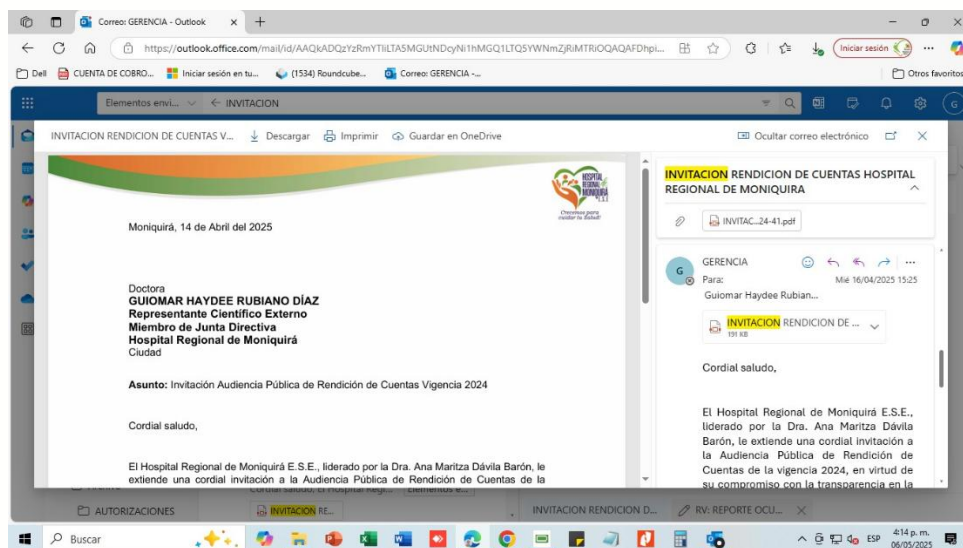 Correo: GERENCIA - Outlook
https://outlook.office.com/mail/id/AAQkADQzYzRmYTliLTA5MGUtNDcyNi1hMGQ1LTQ5YWNmZjRiMTRiOQAQAFDhpi...
Iniciar sesión
Dell
CUENTA DE COBRO...
Iniciar sesión en tu...
(1534) Roundcube...
Correo: GERENCIA -...
Otros favoritos
Elementos envi...
INVITACION
G
INVITACION RENDICION DE CUENTAS V...
Descargar
Imprimir
Guardar en OneDrive
Ocultar correo electrónico
HOSPITAL
REGIONAL DE
MONIQUIRÁ
E.S.E.
Crecemos para
cuidar tu Salud!
Moniquirá, 14 de Abril del 2025
Doctora
GUIOMAR HAYDEE RUBIANO DÍAZ
Representante Científico Externo
Miembro de Junta Directiva
Hospital Regional de Moniquirá
Ciudad
Asunto: Invitación Audiencia Pública de Rendición de Cuentas Vigencia 2024
Cordial saludo,
El Hospital Regional de Moniquirá E.S.E., liderado por la Dra. Ana Maritza Dávila Barón, le
extiende una cordial invitación a la Audiencia Pública de Rendición de Cuentas de la
INVITACION RENDICION DE CUENTAS HOSPITAL
REGIONAL DE MONIQUIRA
INVITAC...24-41.pdf
G
GERENCIA
Para:
Mié 16/04/2025 15:25
Guiomar Haydee Rubian...
INVITACION RENDICION DE ...
191 KB
Cordial saludo,
El Hospital Regional de Moniquirá E.S.E.,
liderado por la Dra. Ana Maritza Dávila
Barón, le extiende una cordial invitación a
la Audiencia Pública de Rendición de
Cuentas de la vigencia 2024, en virtud de
su compromiso con la transparencia en la
AUTORIZACIONES
INVITACION RE...
INVITACION RENDICION D...
RV: REPORTE OCU...
Buscar
ESP
4:14 p. m.
06/05/2025